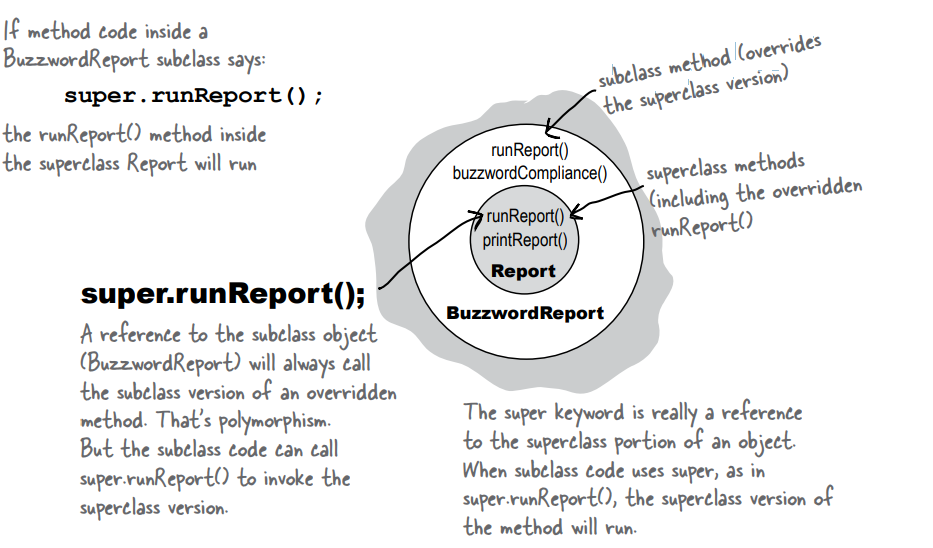 If method code inside a
BuzzwordReport subclass says:
super.runReport();
the runReport() method inside
the superclass Report will run
subclass method (overrides
the superclass version)
runReport()
buzzwordCompliance()
superclass methods
(including the overridden
runReport()
runReport()
printReport()
Report
BuzzwordReport
super.runReport();
A reference to the subclass object
(BuzzwordReport) will always call
the subclass version of an overridden
method. That's polymorphism.
But the subclass code can call
super.runReport() to invoke the
superclass version.
The super keyword is really a reference
to the superclass portion of an object.
When subclass code uses super, as in
super.runReport(), the superclass version of
the method will run.